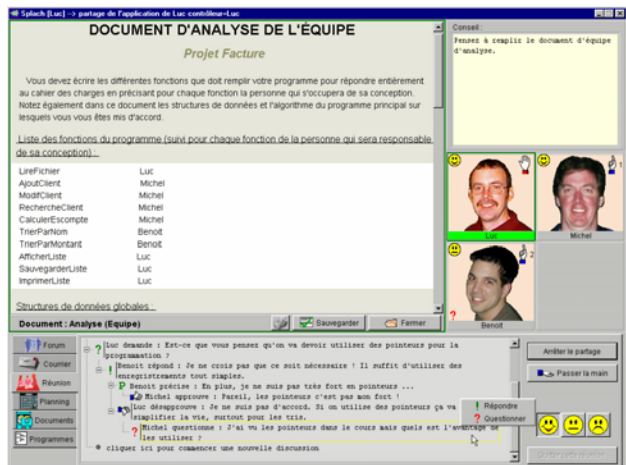 Splach [Luc] --> partage de l'application de Luc contrôleur=Luc
DOCUMENT D'ANALYSE DE L'ÉQUIPE
Projet Facture
Vous devez écrire les différentes fonctions que doit remplir votre programme pour répondre entièrement
au cahier des charges en précisant pour chaque fonction la personne qui s'occupera de sa conception.
Notez également dans ce document les structures de données et l'algorithme du programme principal sur
lesquels vous vous êtes mis d'accord.
Liste des fonctions du programme (suivi pour chaque fonction de la personne qui sera responsable
de sa conception) :
LireFichier Luc
AjoutClient Michel
ModifClient Michel
RechercheClient Michel
CalculerEscompte Michel
TrierParNom Benoit
TrierParMontant Benoit
AfficherListe Luc
SauvegarderListe Luc
ImprimerListe Luc
Structures de données globales :
Document : Analyse (Equipe)
Sauvegarder
Fermer
Conseil :
Pensez à remplir le document d'équipe
d'analyse.
Luc
1
Michel
2
Benoit
Forum
Courrier
Réunion
Planning
Documents
Programmes
Luc demande : Est-ce que vous pensez qu'on va devoir utiliser des pointeurs pour la
programmation ?
Benoit répond : Je ne crois pas que ce soit nécessaire ! Il suffit d'utiliser des
enregistrements tout simples.
P Benoit précise : En plus, je ne suis pas très fort en pointeurs ...
Michel approuve : Pareil, les pointeurs c'est pas mon fort !
Luc désapprouve : Je ne suis pas d'accord. Si on utilise des pointeurs ça va
simplifier la vie, surtout pour les tris.
Michel questionne : J'ai vu les pointeurs dans le cours mais quels est l'avantage de
les utiliser ?
cliquer ici pour commencer une nouvelle discussion
! Répondre
? Questionner
Arrêter le partage
Passer la main